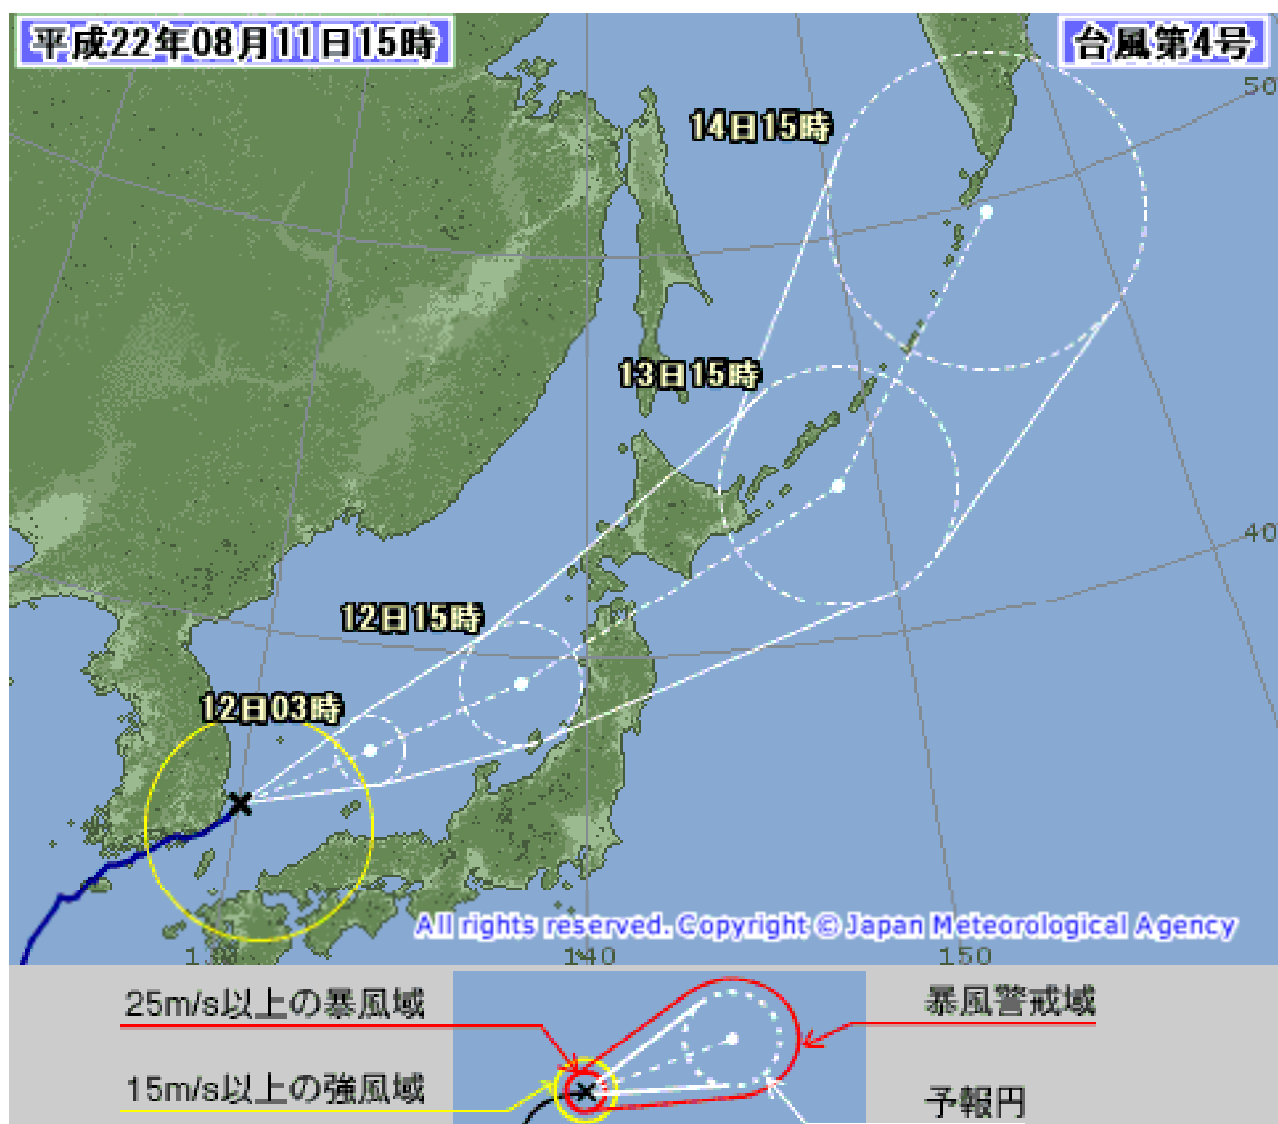 平成22年08月11日15時
台風第4号
50
14日15時
13日15時
40
12日15時
12日03時
All rights reserved. Copyright © Japan Meteorological Agency
130
140
150
25m/s以上の暴風域
暴風警戒域
15m/s以上の強風域
予報円